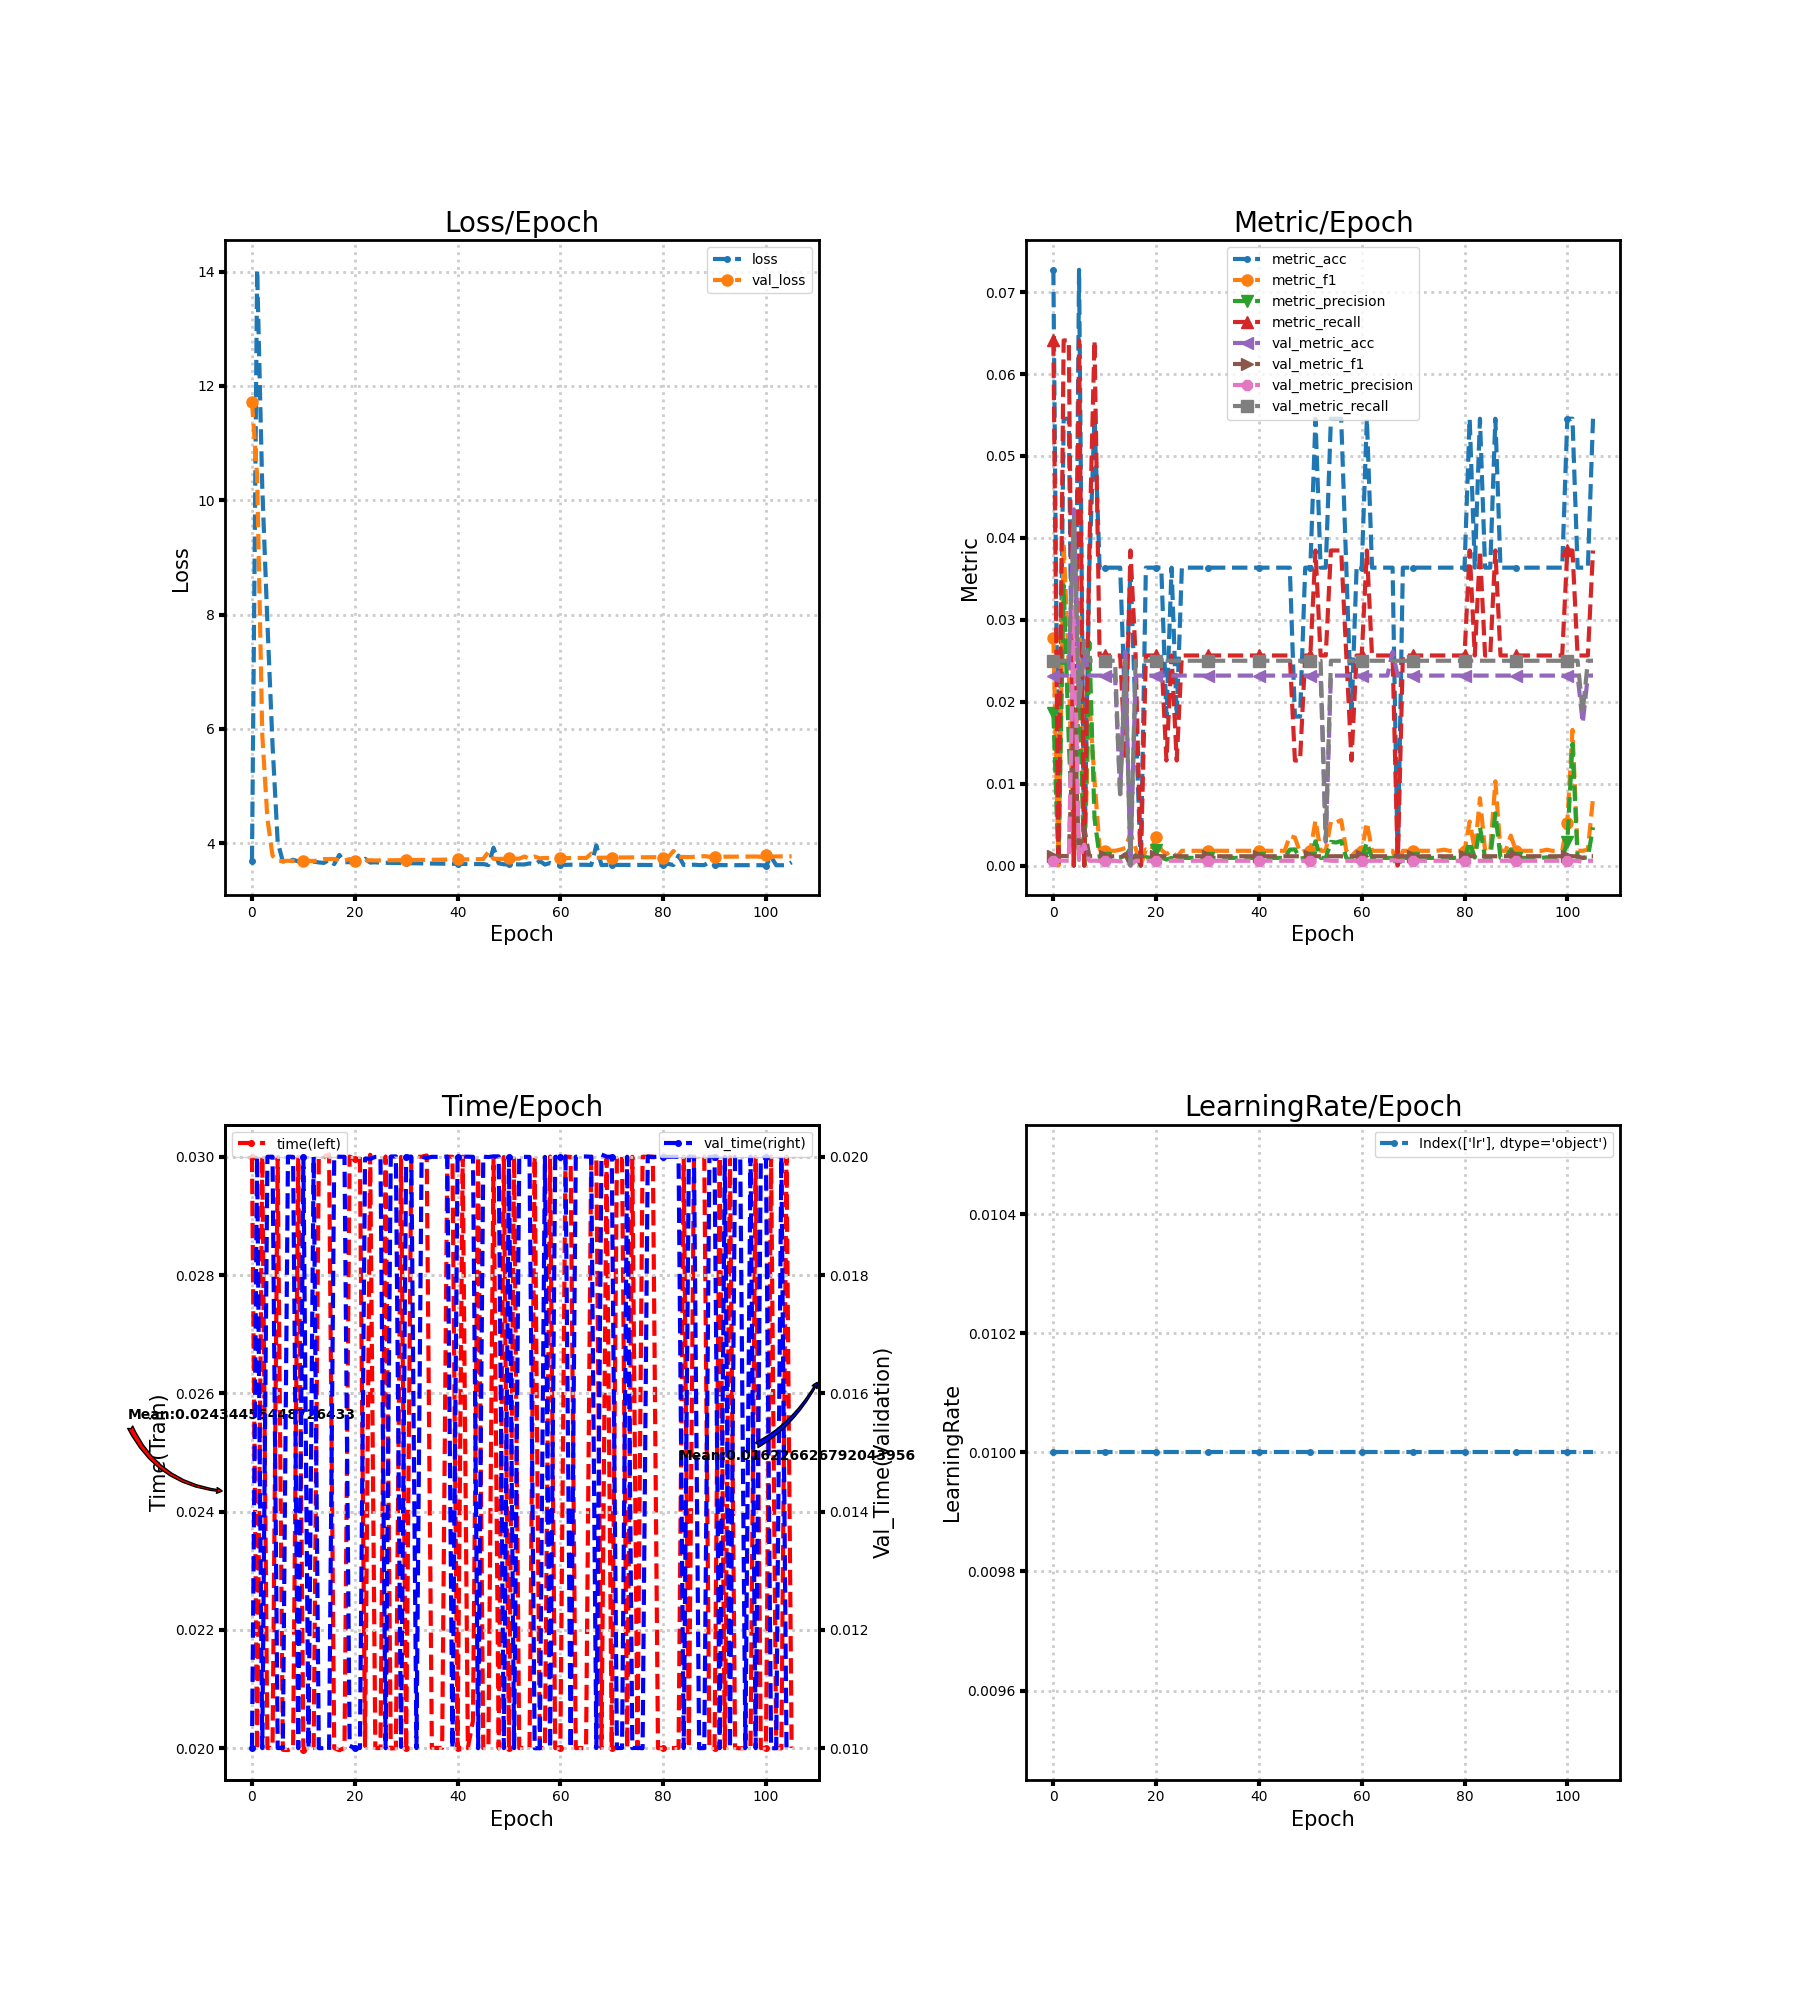 Loss/Epoch
loss
val_loss
14
12
10
8
6
4
Loss
0
20
40
60
80
100
Epoch
Metric/Epoch
metric_acc
metric_f1
metric_precision
metric_recall
val_metric_acc
val_metric_f1
val_metric_precision
val_metric_recall
0.07
0.06
0.05
0.04
0.03
0.02
0.01
0.00
Metric
0
20
40
60
80
100
Epoch
Time/Epoch
time(left)
val_time(right)
0.030
0.028
0.026
0.024
0.022
0.020
Time(Train)
0.020
0.018
0.016
0.014
0.012
0.010
Val_Time(Validation)
Mean:0.016226626792043956
0
20
40
60
80
100
Epoch
LearningRate/Epoch
Index(['lr'], dtype='object')
0.0104
0.0102
0.0100
0.0098
0.0096
LearningRate
0
20
40
60
80
100
Epoch